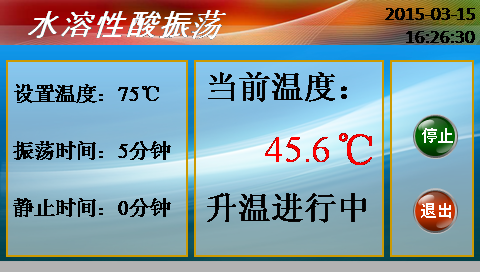 水溶性酸振荡
2015-03-15
16:26:30
设置温度：75℃
振荡时间：5分钟
静止时间：0分钟
当前温度：
45.6℃
升温进行中
停止
退出